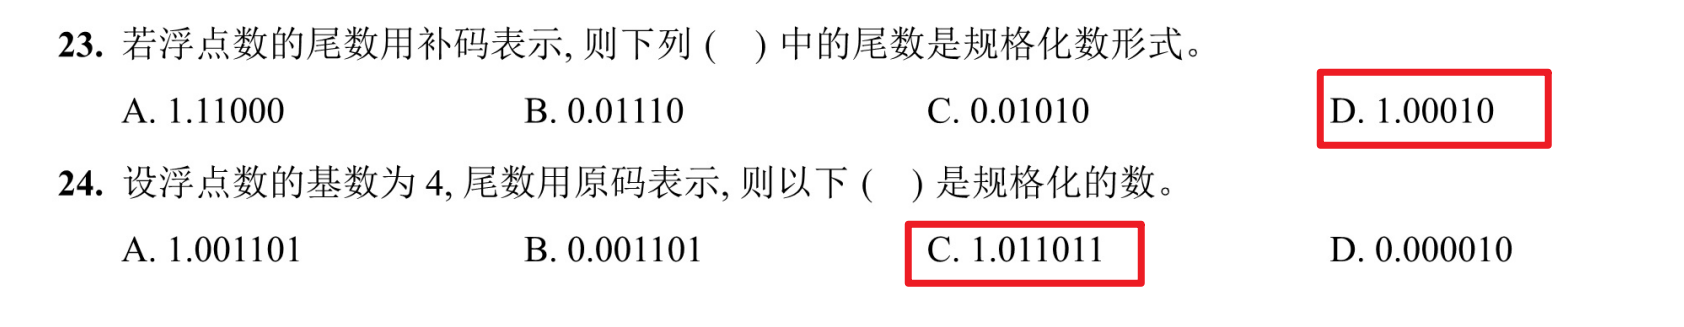 23. 若浮点数的尾数用补码表示, 则下列 ( ) 中的尾数是规格化数形式。
A. 1.11000 B. 0.01110 C. 0.01010 D. 1.00010
24. 设浮点数的基数为 4, 尾数用原码表示, 则以下 ( ) 是规格化的数。
A. 1.001101 B. 0.001101 C. 1.011011 D. 0.000010